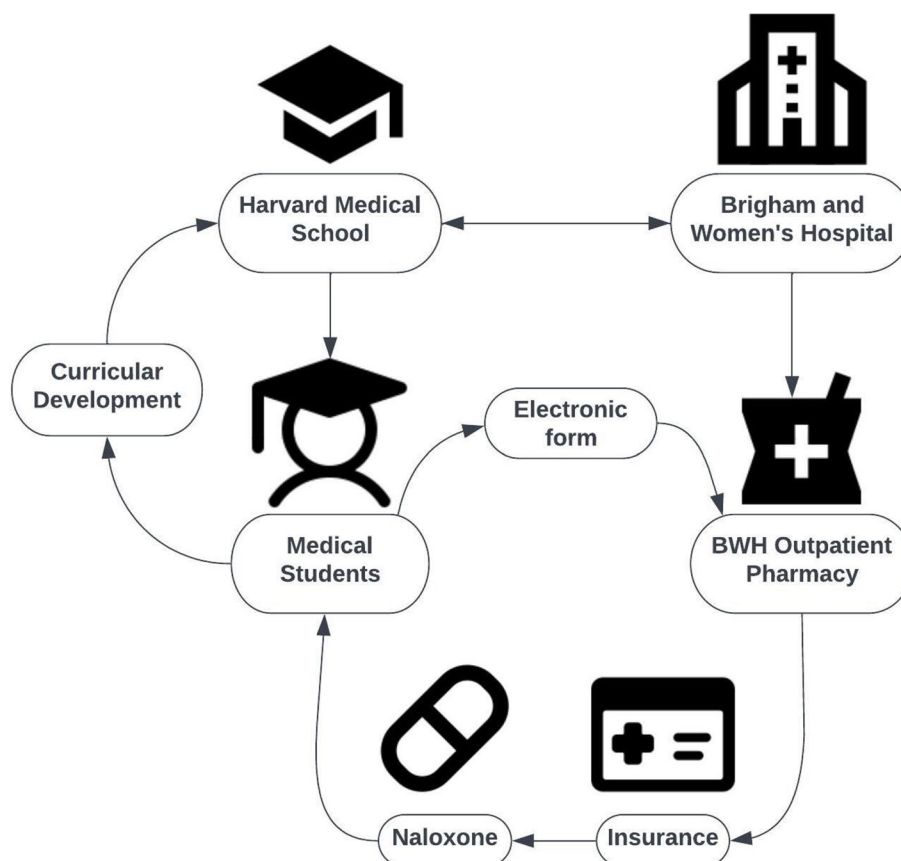 Harvard Medical
School
Brigham and
Women's Hospital
Curricular
Development
Electronic
form
Medical
Students
BWH Outpatient
Pharmacy
Naloxone
Insurance